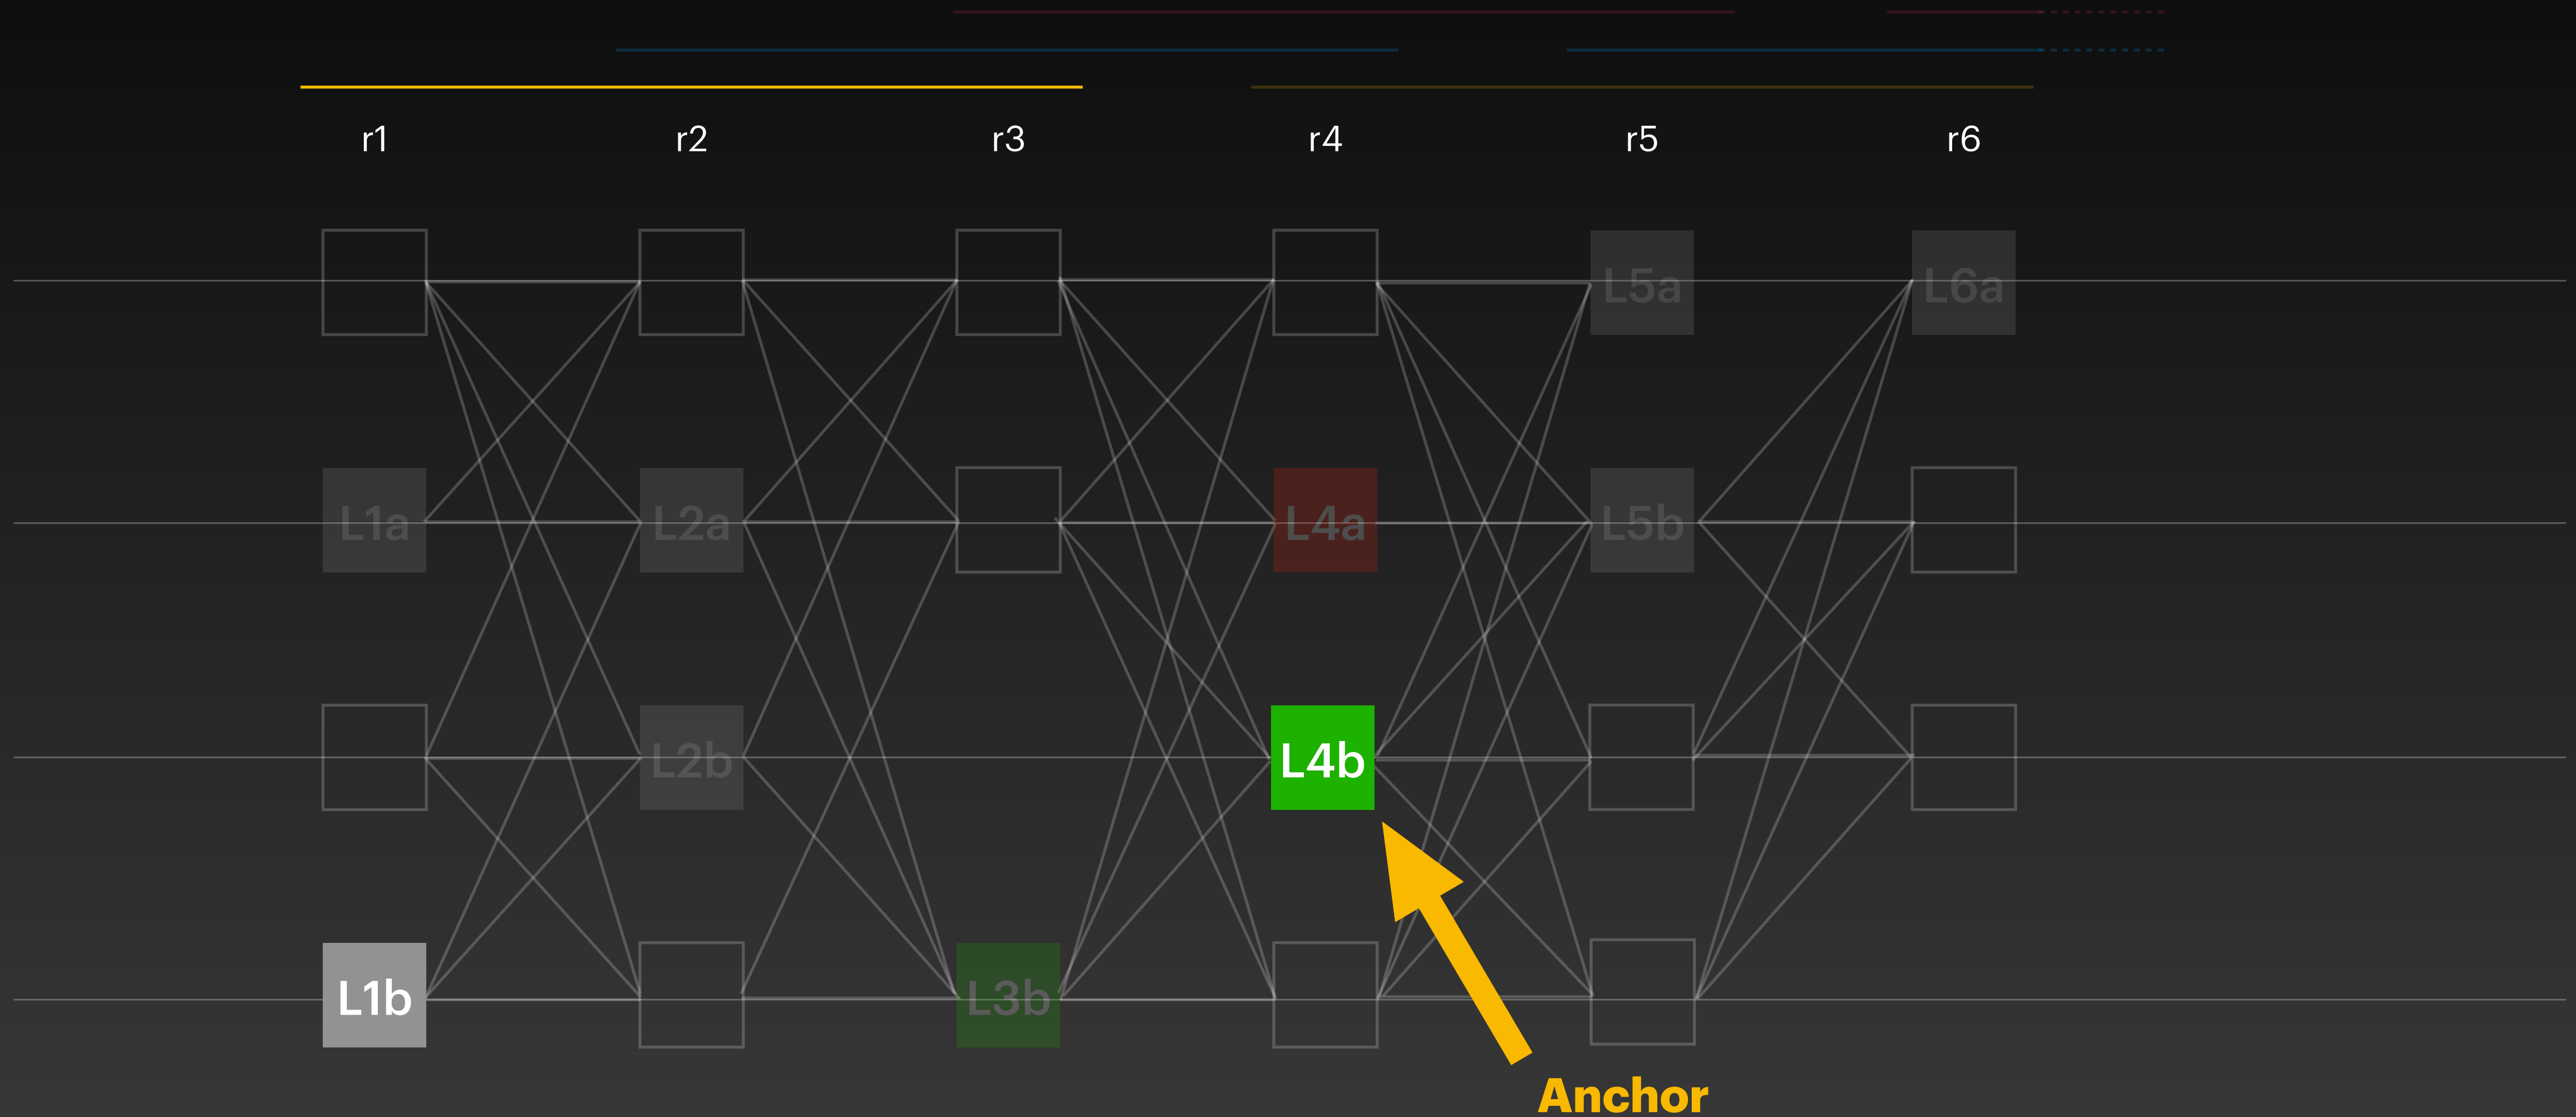 r1 r2 r3 r4 r5 r6
L5a L6a
L1a L2a L4a L5b
L2b L4b
L1b L3b
Anchor